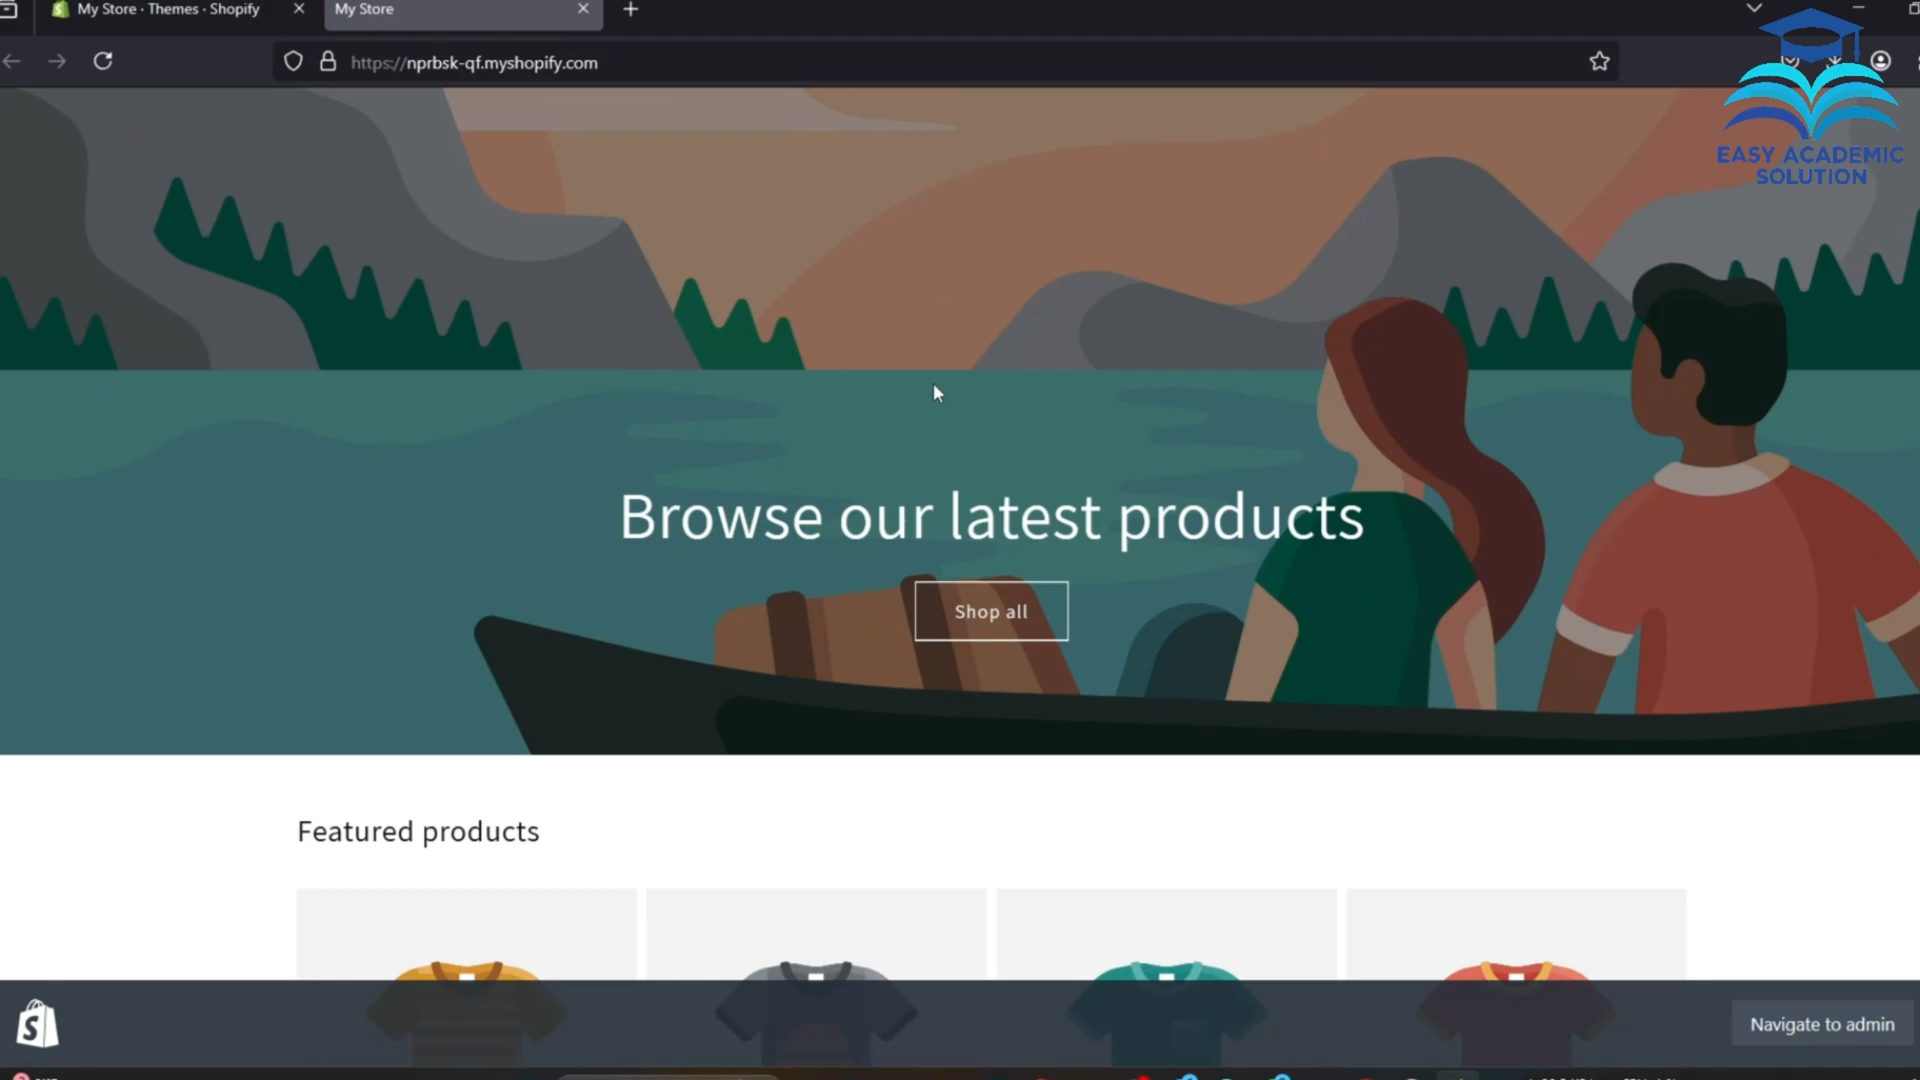 My Store · Themes · Shopify
My Store
https://nprbsk-qf.myshopify.com
EASY ACADEMIC
SOLUTION
Browse our latest products
Shop all
Featured products
Navigate to admin